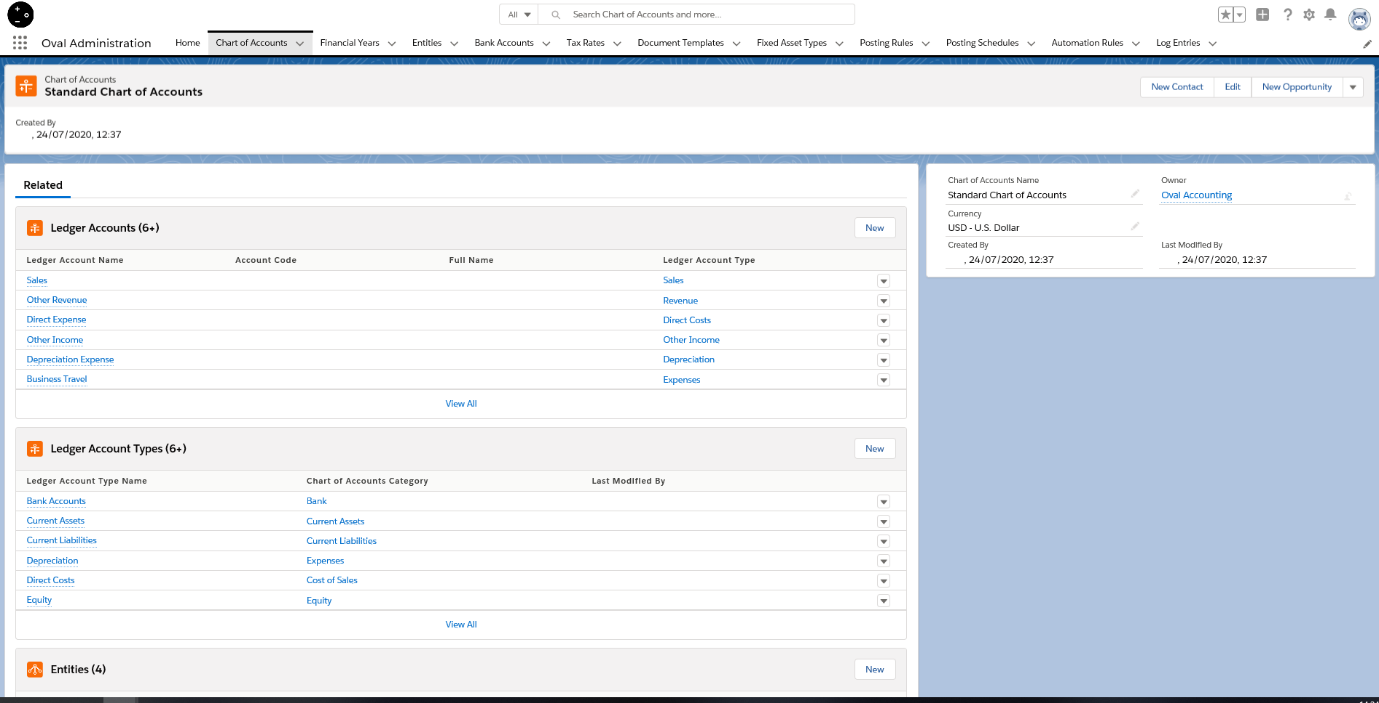 All
Search Chart of Accounts and more...
Oval Administration Home Chart of Accounts Financial Years Entities Bank Accounts Tax Rates Document Templates Fixed Asset Types Posting Rules Posting Schedules Automation Rules Log Entries
Chart of Accounts
Standard Chart of Accounts
New Contact Edit New Opportunity
Created By
, 24/07/2020, 12:37
Related
Ledger Accounts (6+) New
Ledger Account Name Account Code Full Name Ledger Account Type
Sales Sales
Other Revenue Revenue
Direct Expense Direct Costs
Other Income Other Income
Depreciation Expense Depreciation
Business Travel Expenses
View All
Ledger Account Types (6+) New
Ledger Account Type Name Chart of Accounts Category Last Modified By
Bank Accounts Bank
Current Assets Current Assets
Current Liabilities Current Liabilities
Depreciation Expenses
Direct Costs Cost of Sales
Equity Equity
View All
Entities (4) New
Chart of Accounts Name Owner
Standard Chart of Accounts Oval Accounting
Currency
USD - U.S. Dollar
Created By Last Modified By
, 24/07/2020, 12:37 , 24/07/2020, 12:37